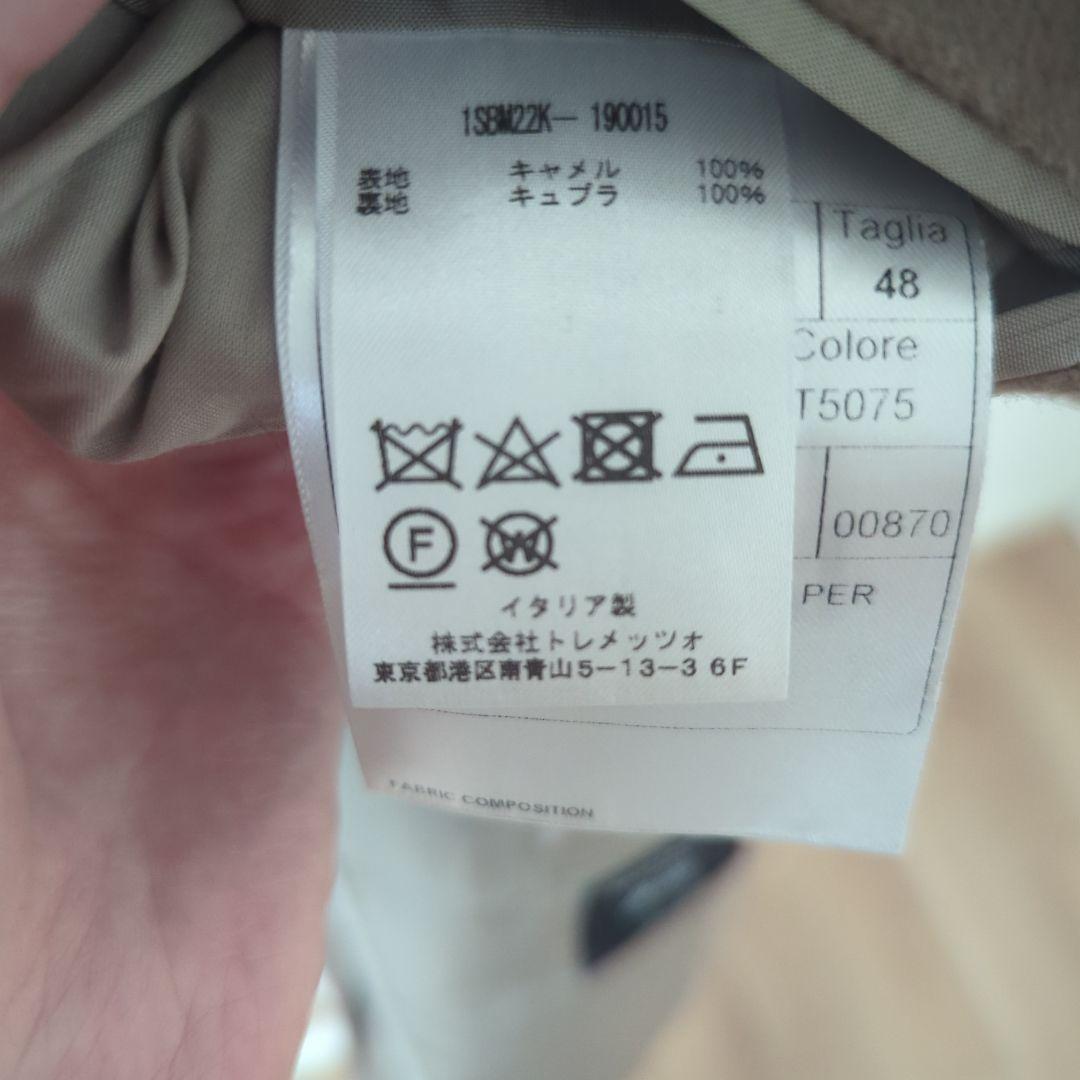 1SBM22K- 190015
表地 キャメル 100%
裏地 キュプラ 100%
Taglia
48
Colore
T5075
00870
PER
F
W
イタリア製
株式会社トレメッツォ
東京都港区南青山5-13-3 6F
FABRIC COMPOSITION